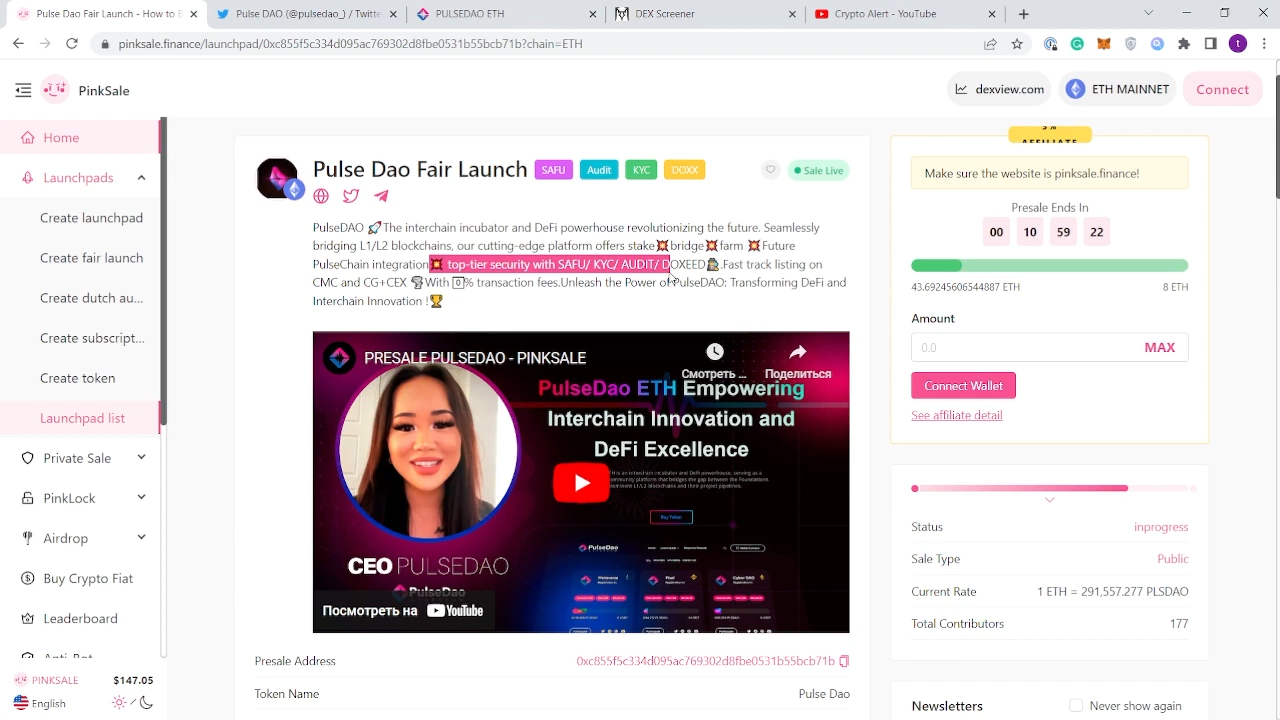 Pulse Dao Fair Launch - How to B
Pulse DAO (@pulsedo_) / Twitte
PULSEDAO ETH
DEX Screener
Crypto Alert - YouTube
pinksale.finance/launchpad/0xc855f5c334d095ac769302d8fbe0531b55bcb71b?chain=ETH
t
PinkSale
dexview.com
ETH MAINNET
Connect
Home
Launchpads
Create launchpad
Create fair launch
Create dutch au...
Create subscript...
Create token
Launchpad list
Private Sale
PinkLock
Airdrop
Buy Crypto Fiat
Leaderboard
PINKSALE $147.05
English
Pulse Dao Fair Launch
SAFU
Audit
KYC
DOXX
Sale Live
PulseDAO 🚀The interchain incubator and DeFi powerhouse revolutionizing the future. Seamlessly
bridging L1/L2 blockchains, our cutting-edge platform offers stake💥bridge💥farm 💥Future
PulseChain integration💥 top-tier security with SAFU/ KYC/ AUDIT/ DOXEED🕵️.Fast track listing on
CMC and CG+CEX 🌪️With 0️⃣% transaction fees.Unleash the Power of PulseDAO: Transforming DeFi and
Interchain Innovation !🏆
PRESALE PULSEDAO - PINKSALE
Смотреть ...
Поделиться
PulseDao ETH Empowering
Interchain Innovation and
DeFi Excellence
Buy Token
PulseDao
CEO PULSEDAO
PulseDao
Посмотреть на YouTube
Presale Address 0xc855f5c334d095ac769302d8fbe0531b55bcb71b
Token Name Pulse Dao
AFFILIATE
Make sure the website is pinksale.finance!
Presale Ends In
00 10 59 22
43.69245606544807 ETH 8 ETH
Amount
0.0 MAX
Connect Wallet
See affiliate detail
Status inprogress
Sale Type Public
Current Rate 1 ETH = 291,557.277 PLSDAO
Total Contributors 177
Newsletters
Never show again